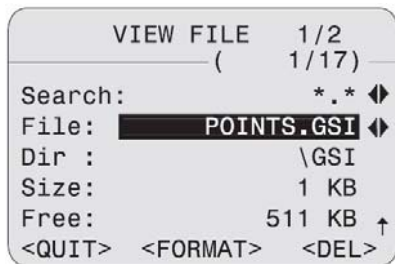 VIEW FILE 1/2
( 1/17)
Search: *.*
File: POINTS.GSI
Dir : \GSI
Size: 1 KB
Free: 511 KB
<QUIT> <FORMAT> <DEL>